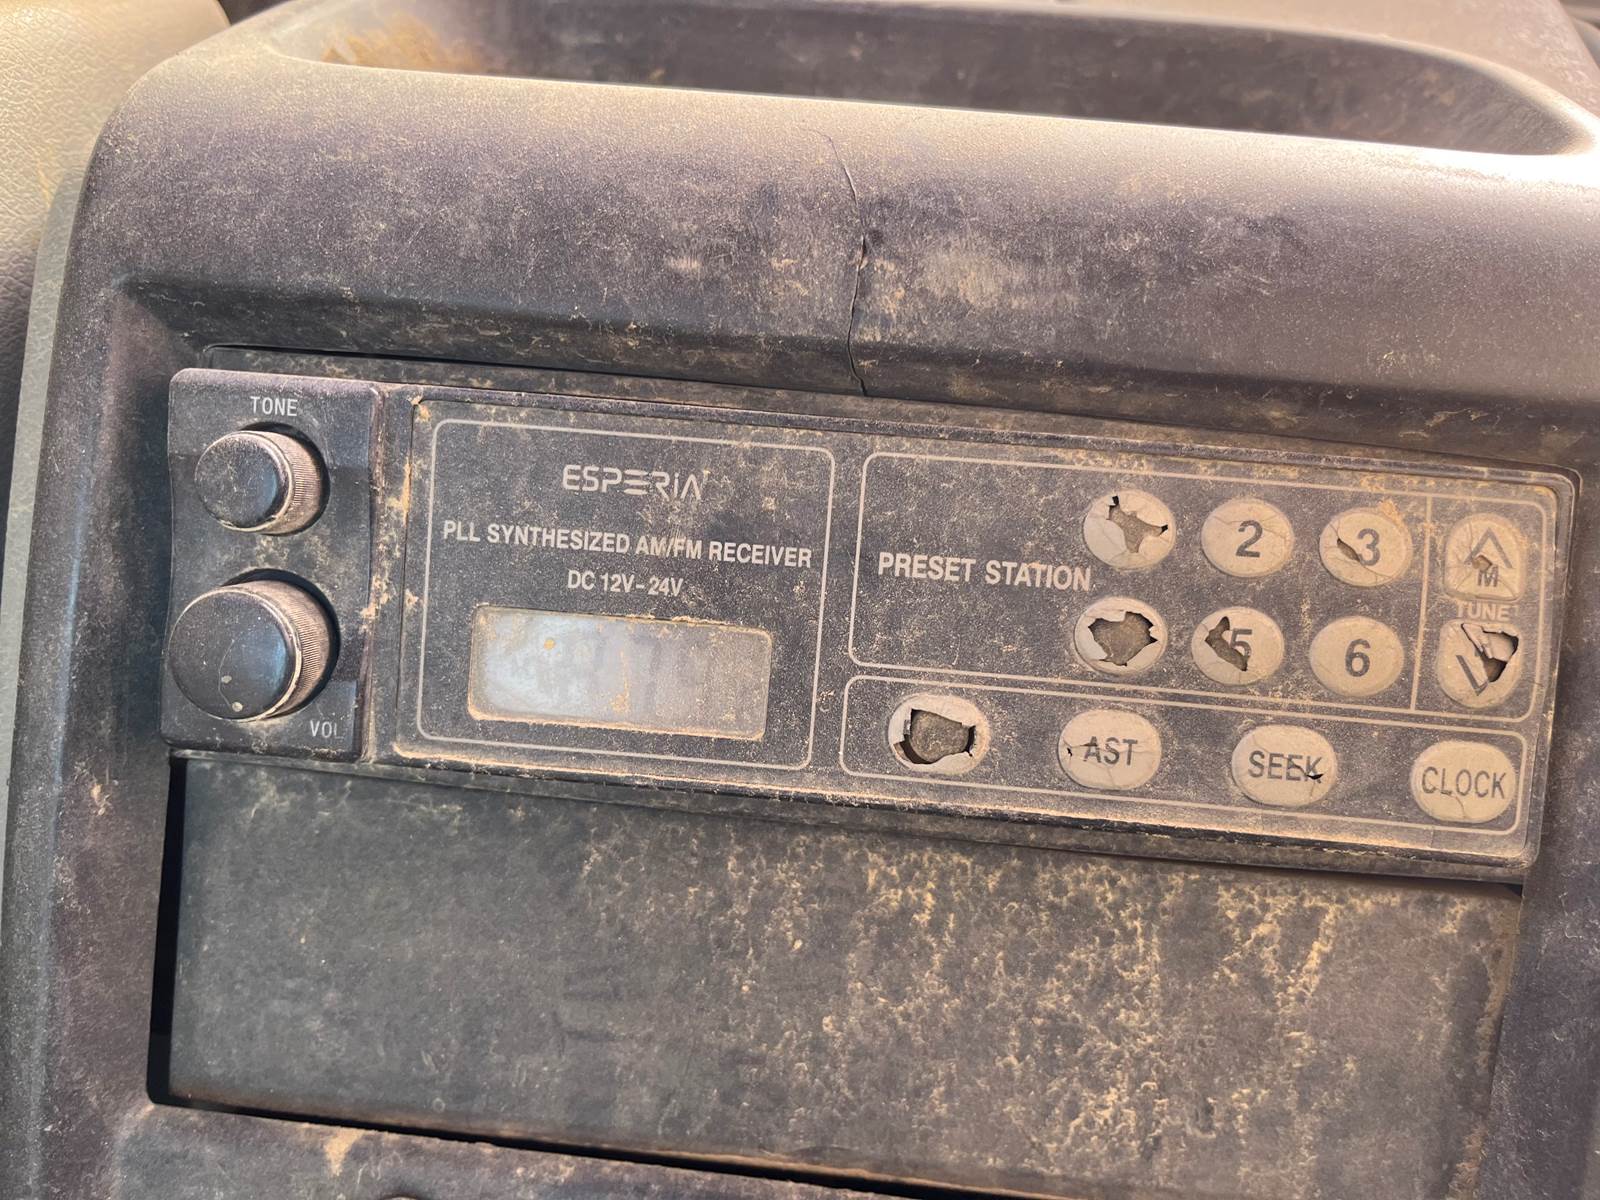 TONE
ESPERIA
PLL SYNTHESIZED AM/FM RECEIVER
DC 12V-24V
VOL
PRESET STATION
2
3
5
6
M
TUNE
AST
SEEK
CLOCK